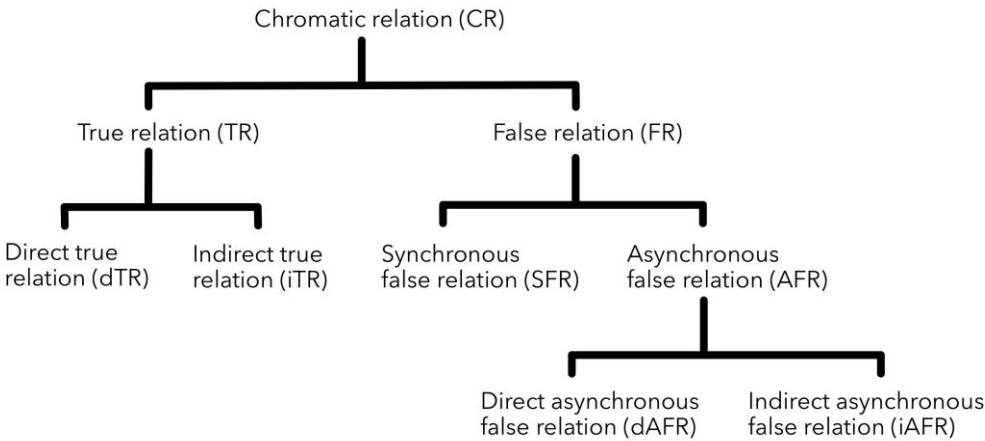 Chromatic relation (CR)
True relation (TR)
False relation (FR)
Direct true
relation (dTR)
Indirect true
relation (iTR)
Synchronous
false relation (SFR)
Asynchronous
false relation (AFR)
Direct asynchronous
false relation (dAFR)
Indirect asynchronous
false relation (iAFR)